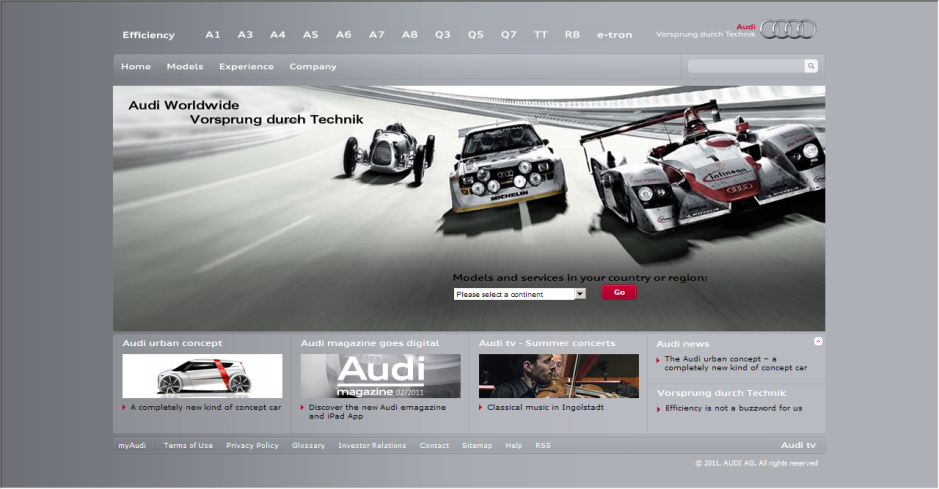 Efficiency A1 A3 A4 A5 A6 A7 A8 Q3 Q5 Q7 TT R8 e-tron
Audi
Vorsprung durch Technik
Home Models Experience Company
Audi Worldwide
Vorsprung durch Technik
Infineon
MICHELIN
Models and services in your country or region:
Please select a continent Go
Audi urban concept
A completely new kind of concept car
Audi magazine goes digital
Audi
magazine 02/2011
Discover the new Audi emagazine
and iPad App
Audi tv - Summer concerts
Classical music in Ingolstadt
Audi news
The Audi urban concept – a
completely new kind of concept car
Vorsprung durch Technik
Efficiency is not a buzzword for us
myAudi Terms of Use Privacy Policy Glossary Investor Relations Contact Sitemap Help RSS Audi tv
© 2011. AUDI AG. All rights reserved